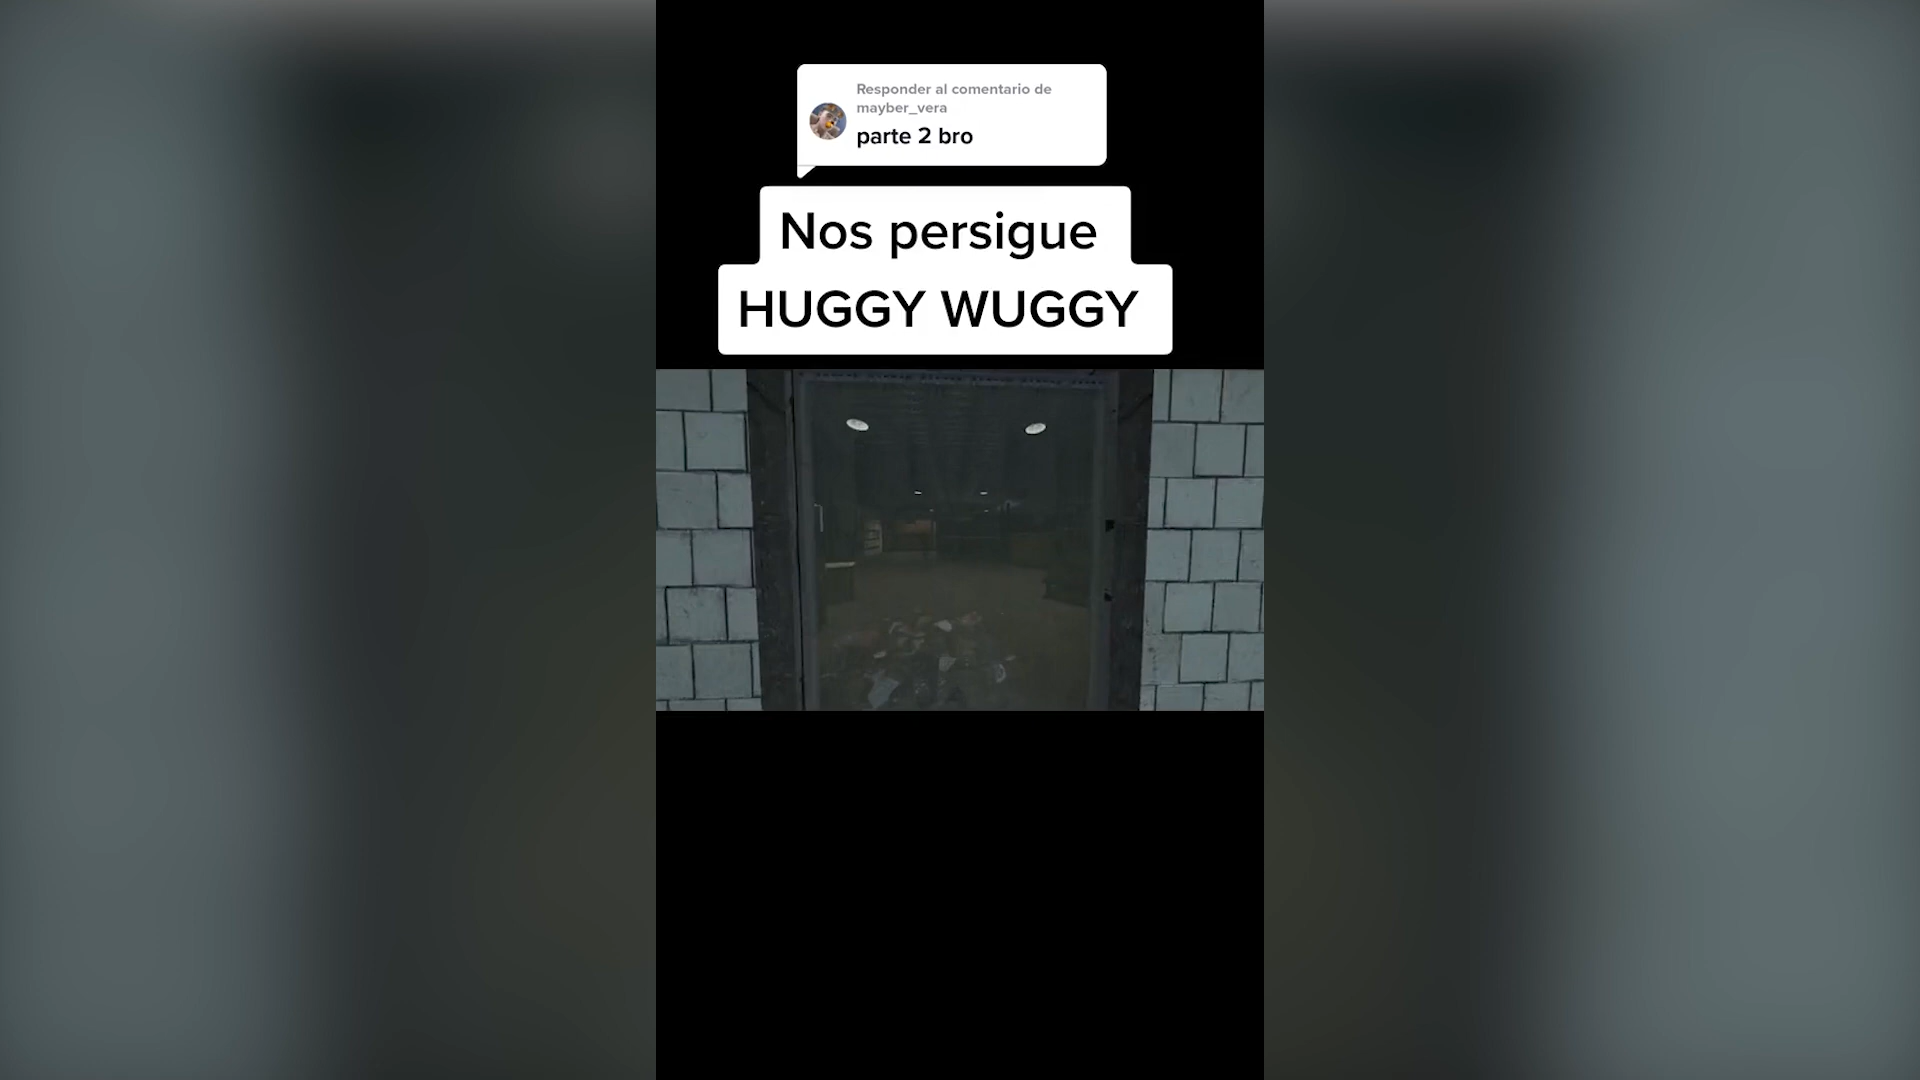 Responder al comentario de
mayber_vera
parte 2 bro
Nos persigue
HUGGY WUGGY